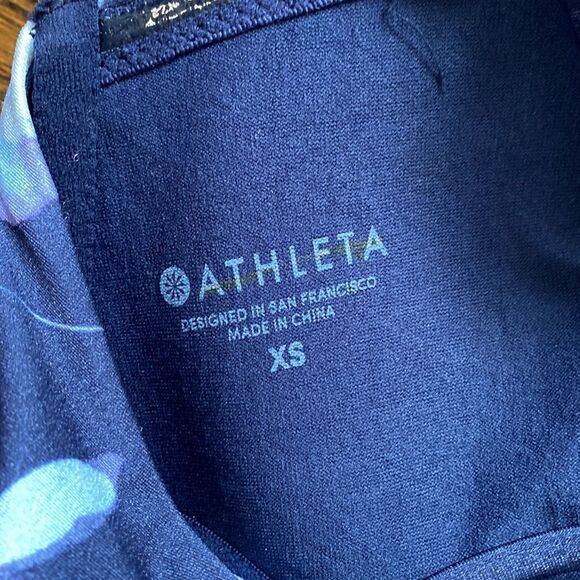 ATHLETA
DESIGNED IN SAN FRANCISCO
MADE IN CHINA
XS